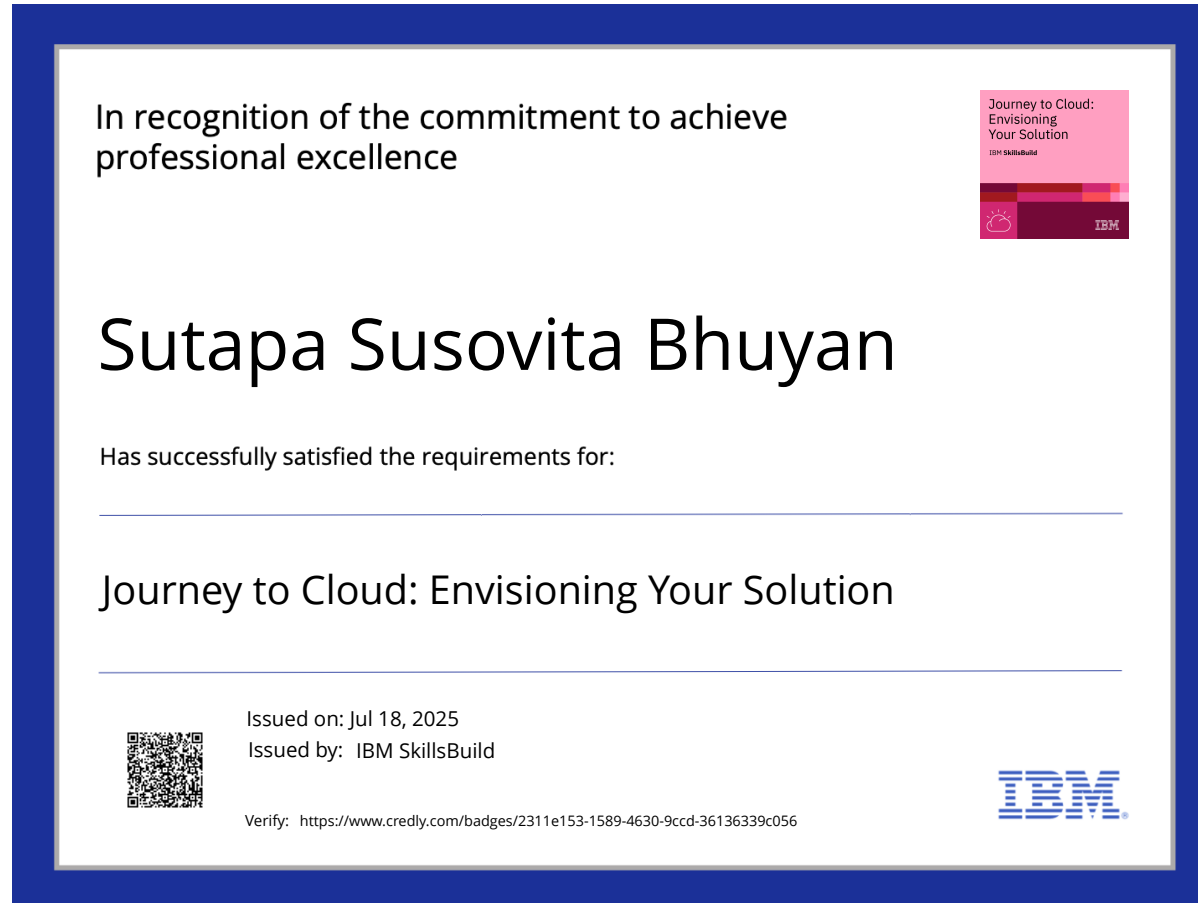 In recognition of the commitment to achieve
professional excellence
Journey to Cloud:
Envisioning
Your Solution
IBM SkillsBuild
IBM
Sutapa Susovita Bhuyan
Has successfully satisfied the requirements for:
Journey to Cloud: Envisioning Your Solution
Issued on: Jul 18, 2025
Issued by: IBM SkillsBuild
IBM®
Verify: https://www.credly.com/badges/2311e153-1589-4630-9ccd-36136339c056